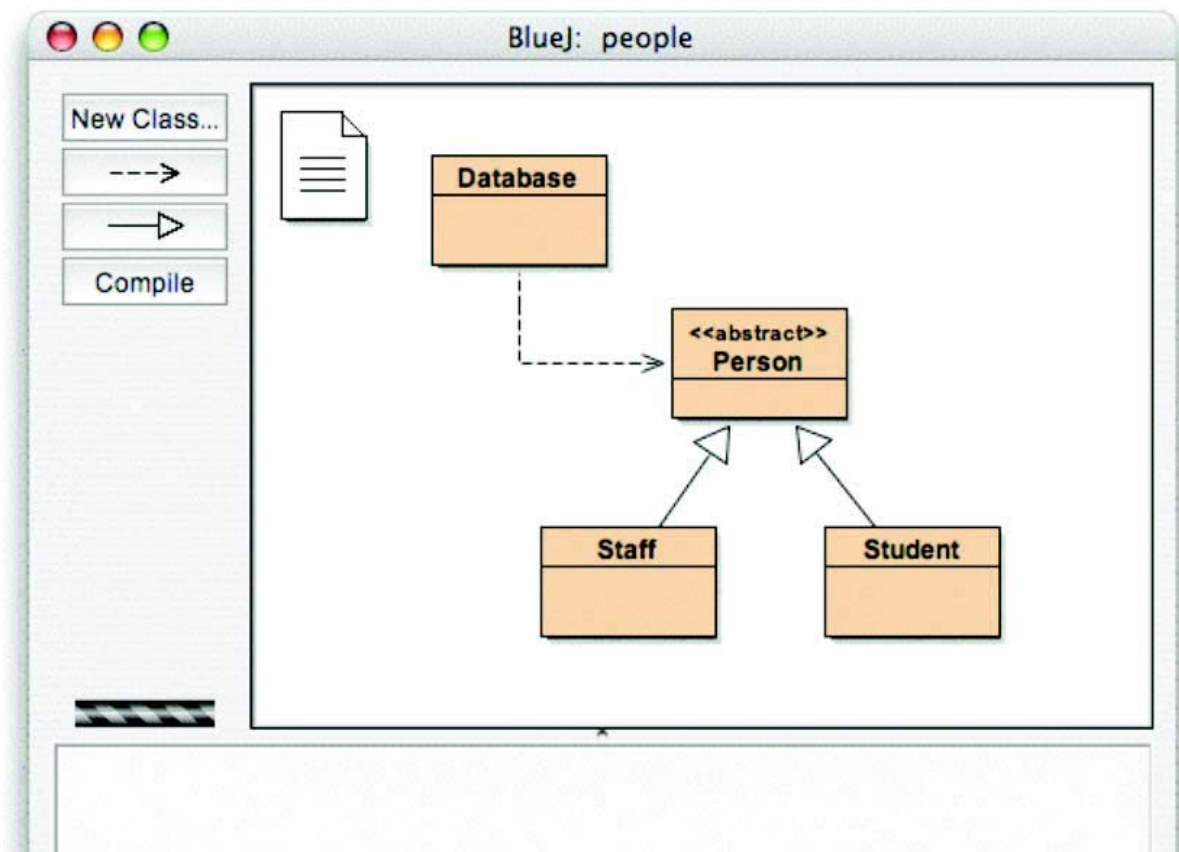 BlueJ: people
New Class...
Compile
Database
<<abstract>>
Person
Staff
Student